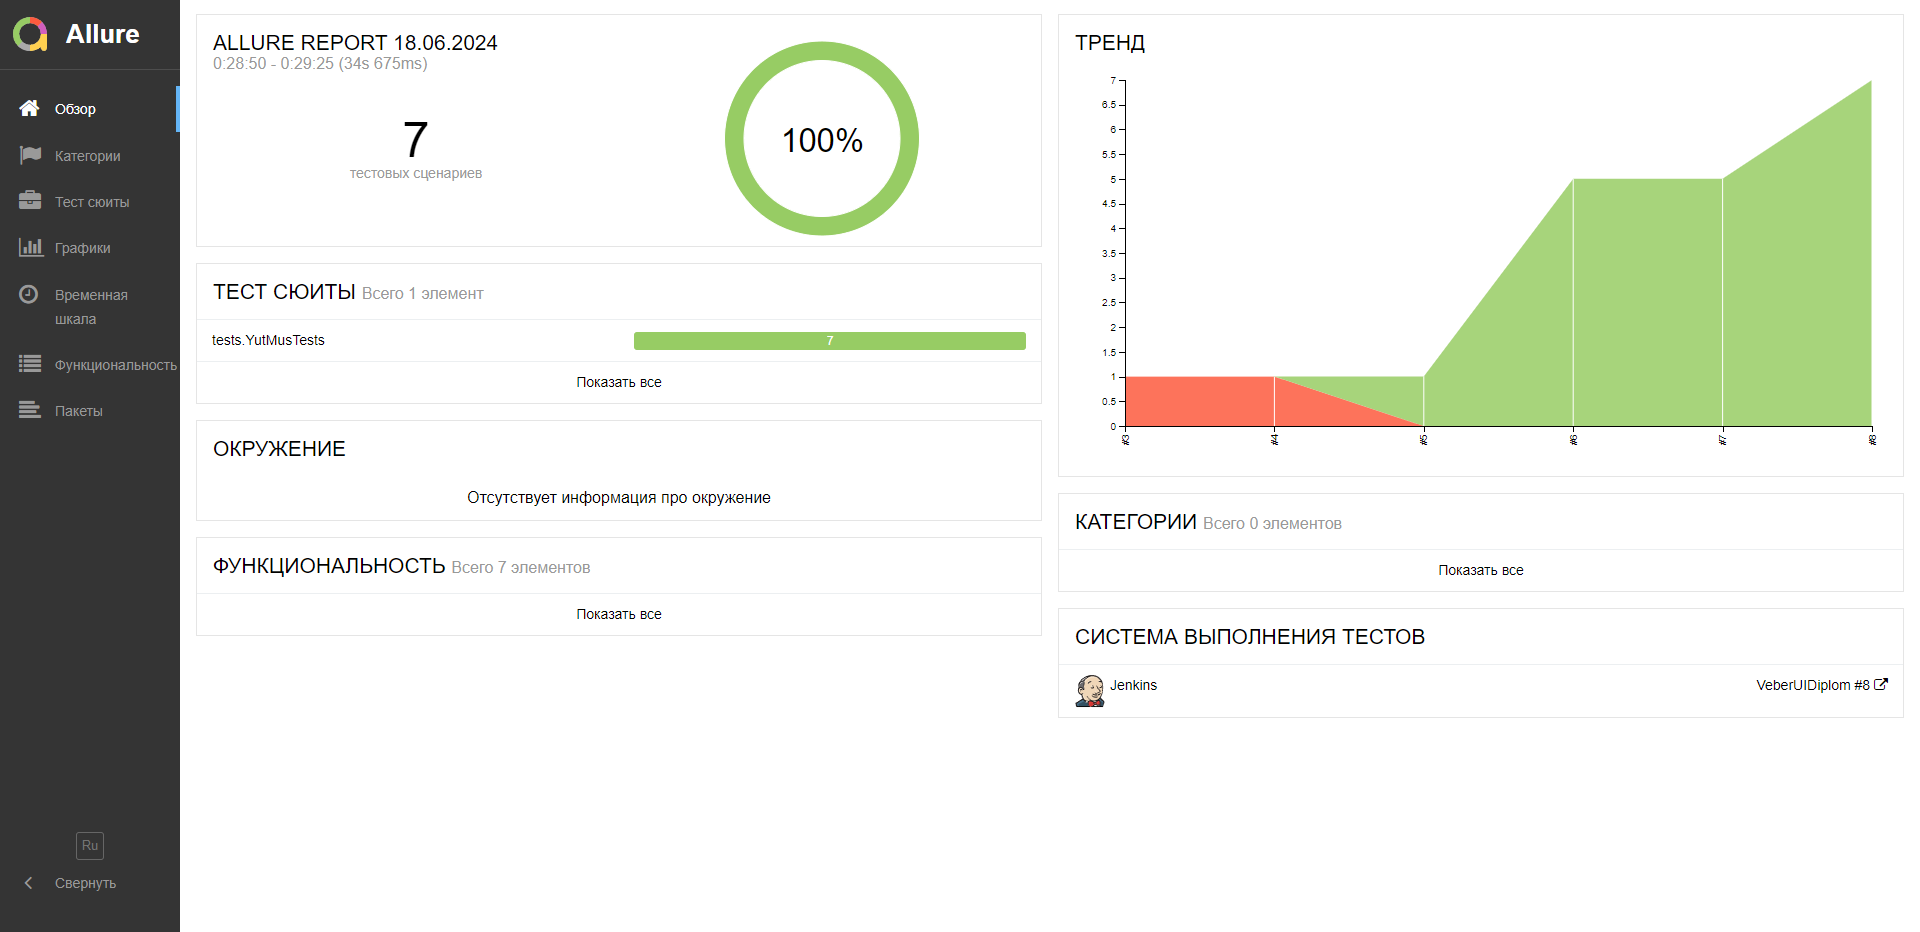 Allure
Обзор
Категории
Тест сюиты
Графики
Временная
шкала
Функциональность
Пакеты
Ru
Свернуть
ALLURE REPORT 18.06.2024
0:28:50 - 0:29:25 (34s 675ms)
7
тестовых сценариев
100%
ТЕСТ СЮИТЫ Всего 1 элемент
tests.YutMusTests 7
Показать все
ОКРУЖЕНИЕ
Отсутствует информация про окружение
ФУНКЦИОНАЛЬНОСТЬ Всего 7 элементов
Показать все
ТРЕНД
7
6.5
6
5.5
5
4.5
4
3.5
3
2.5
2
1.5
1
0.5
0
#3 #4 #5 #6 #7 #8
КАТЕГОРИИ Всего 0 элементов
Показать все
СИСТЕМА ВЫПОЛНЕНИЯ ТЕСТОВ
Jenkins VeberUIDiplom #8